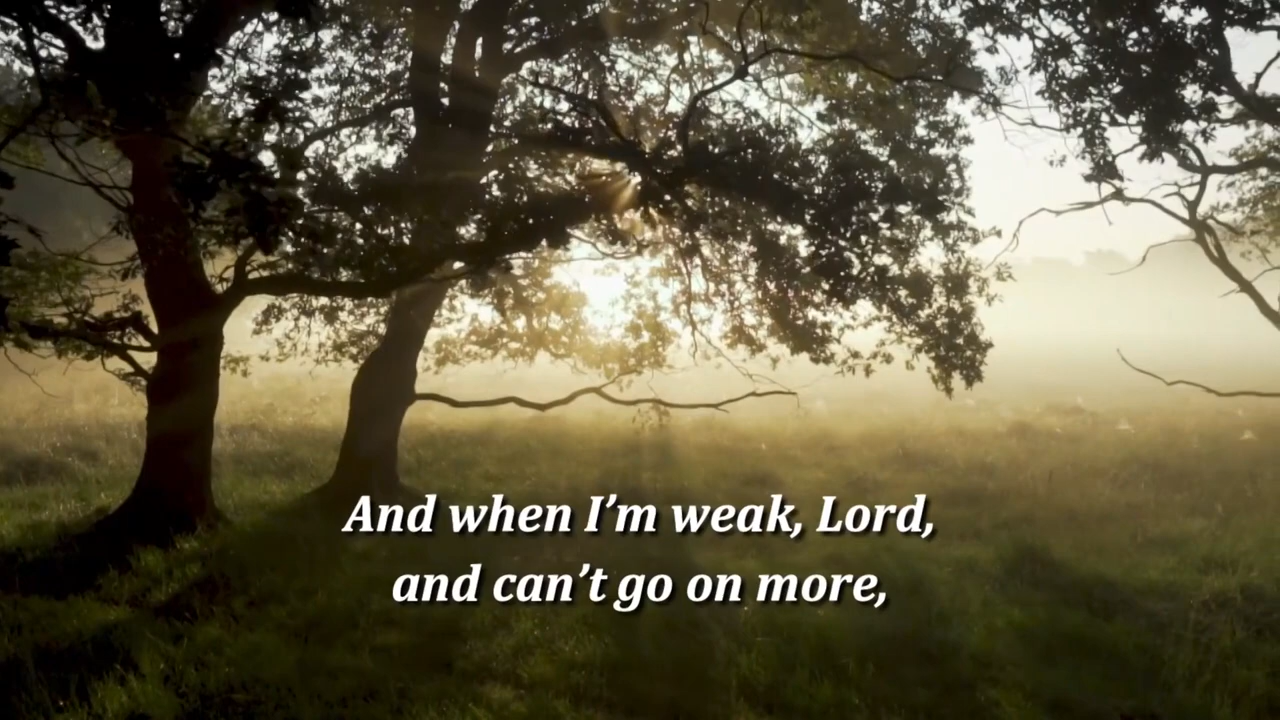 And when I’m weak, Lord,
and can’t go on more,